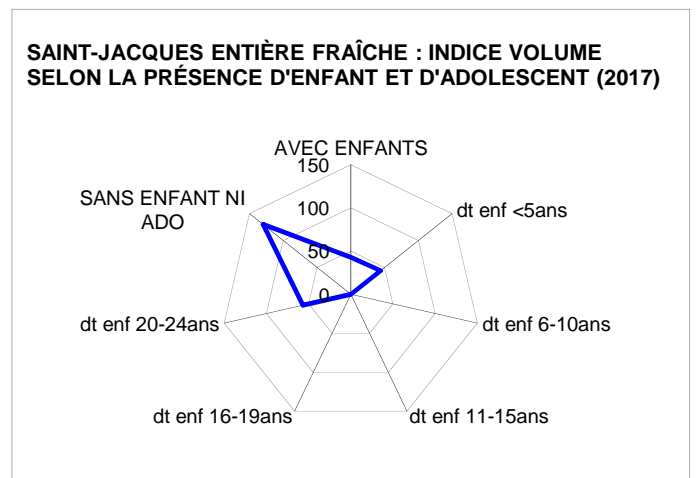 SAINT-JACQUES ENTIÈRE FRAÎCHE : INDICE VOLUME
SELON LA PRÉSENCE D'ENFANT ET D'ADOLESCENT (2017)
AVEC ENFANTS
150
SANS ENFANT NI
ADO
100
dt enf <5ans
50
0
dt enf 20-24ans
dt enf 6-10ans
dt enf 16-19ans
dt enf 11-15ans